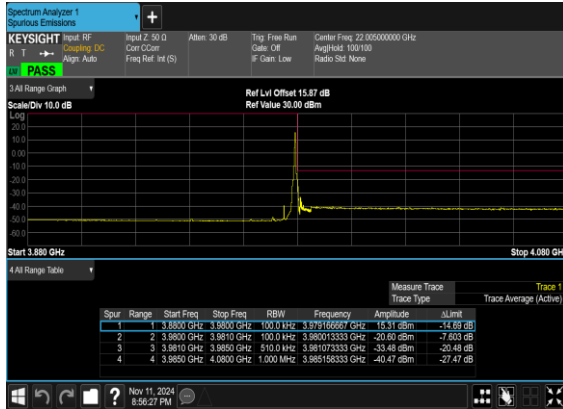 Spectrum Analyzer 1
Spurious Emissions
+
KEYSIGHT Input: RF Input Z: 50 Ω Atten: 30 dB Trig: Free Run Center Freq: 22.005000000 GHz
R T Coupling: DC Corr CCorr Gate: Off Avg|Hold: 100/100
Align: Auto Freq Ref: Int (S) IF Gain: Low Radio Std: None
LW PASS
3 All Range Graph
Ref Lvl Offset 15.87 dB
Scale/Div 10.0 dB Ref Value 30.00 dBm
Log
20.0
10.0
0.00
-10.0
-20.0
-30.0
-40.0
-50.0
-60.0
Start 3.880 GHz Stop 4.080 GH
4 All Range Table
Measure Trace Trace 1
Trace Type Trace Average (Active)
Spur Range Start Freq Stop Freq RBW Frequency Amplitude ΔLimit
1 1 3.8800 GHz 3.9800 GHz 100.0 kHz 3.979166667 GHz 15.31 dBm -14.69 dB
2 2 3.9800 GHz 3.9810 GHz 100.0 kHz 3.980013333 GHz -20.60 dBm -7.603 dB
3 3 3.9810 GHz 3.9850 GHz 510.0 kHz 3.981073333 GHz -33.48 dBm -20.48 dB
4 4 3.9850 GHz 4.0800 GHz 1.000 MHz 3.985158333 GHz -40.47 dBm -27.47 dB
?
Nov 11, 2024
8:56:27 PM